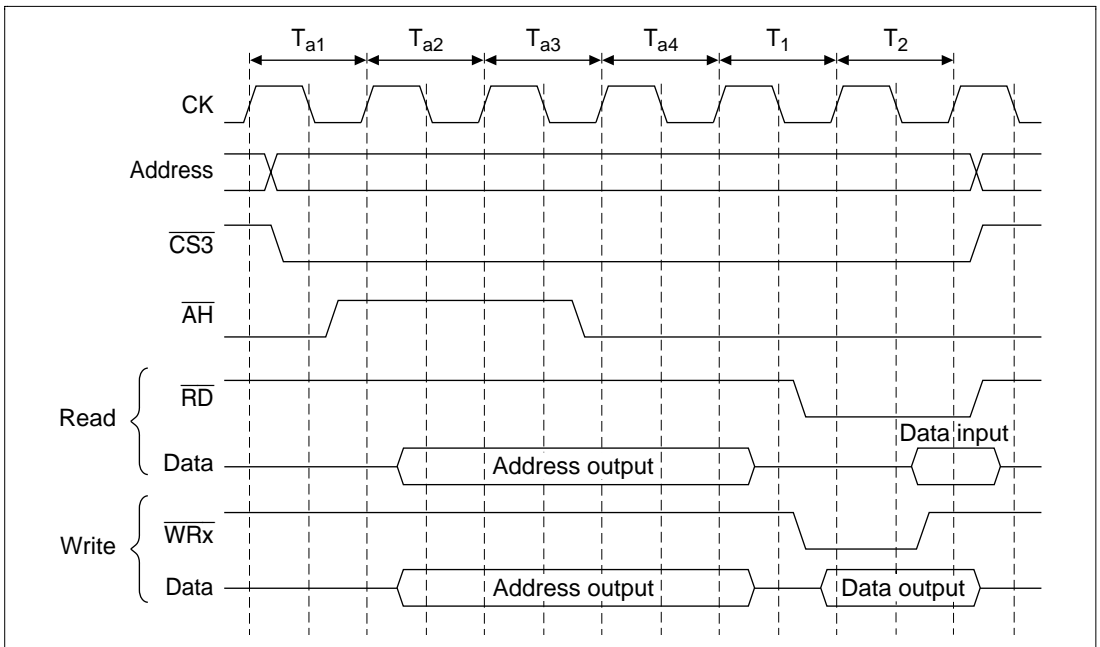 Ta1 Ta2 Ta3 Ta4 T1 T2
CK
Address
CS3
AH
Read
RD
Data input
Data
Address output
Write
WRx
Data
Address output
Data output